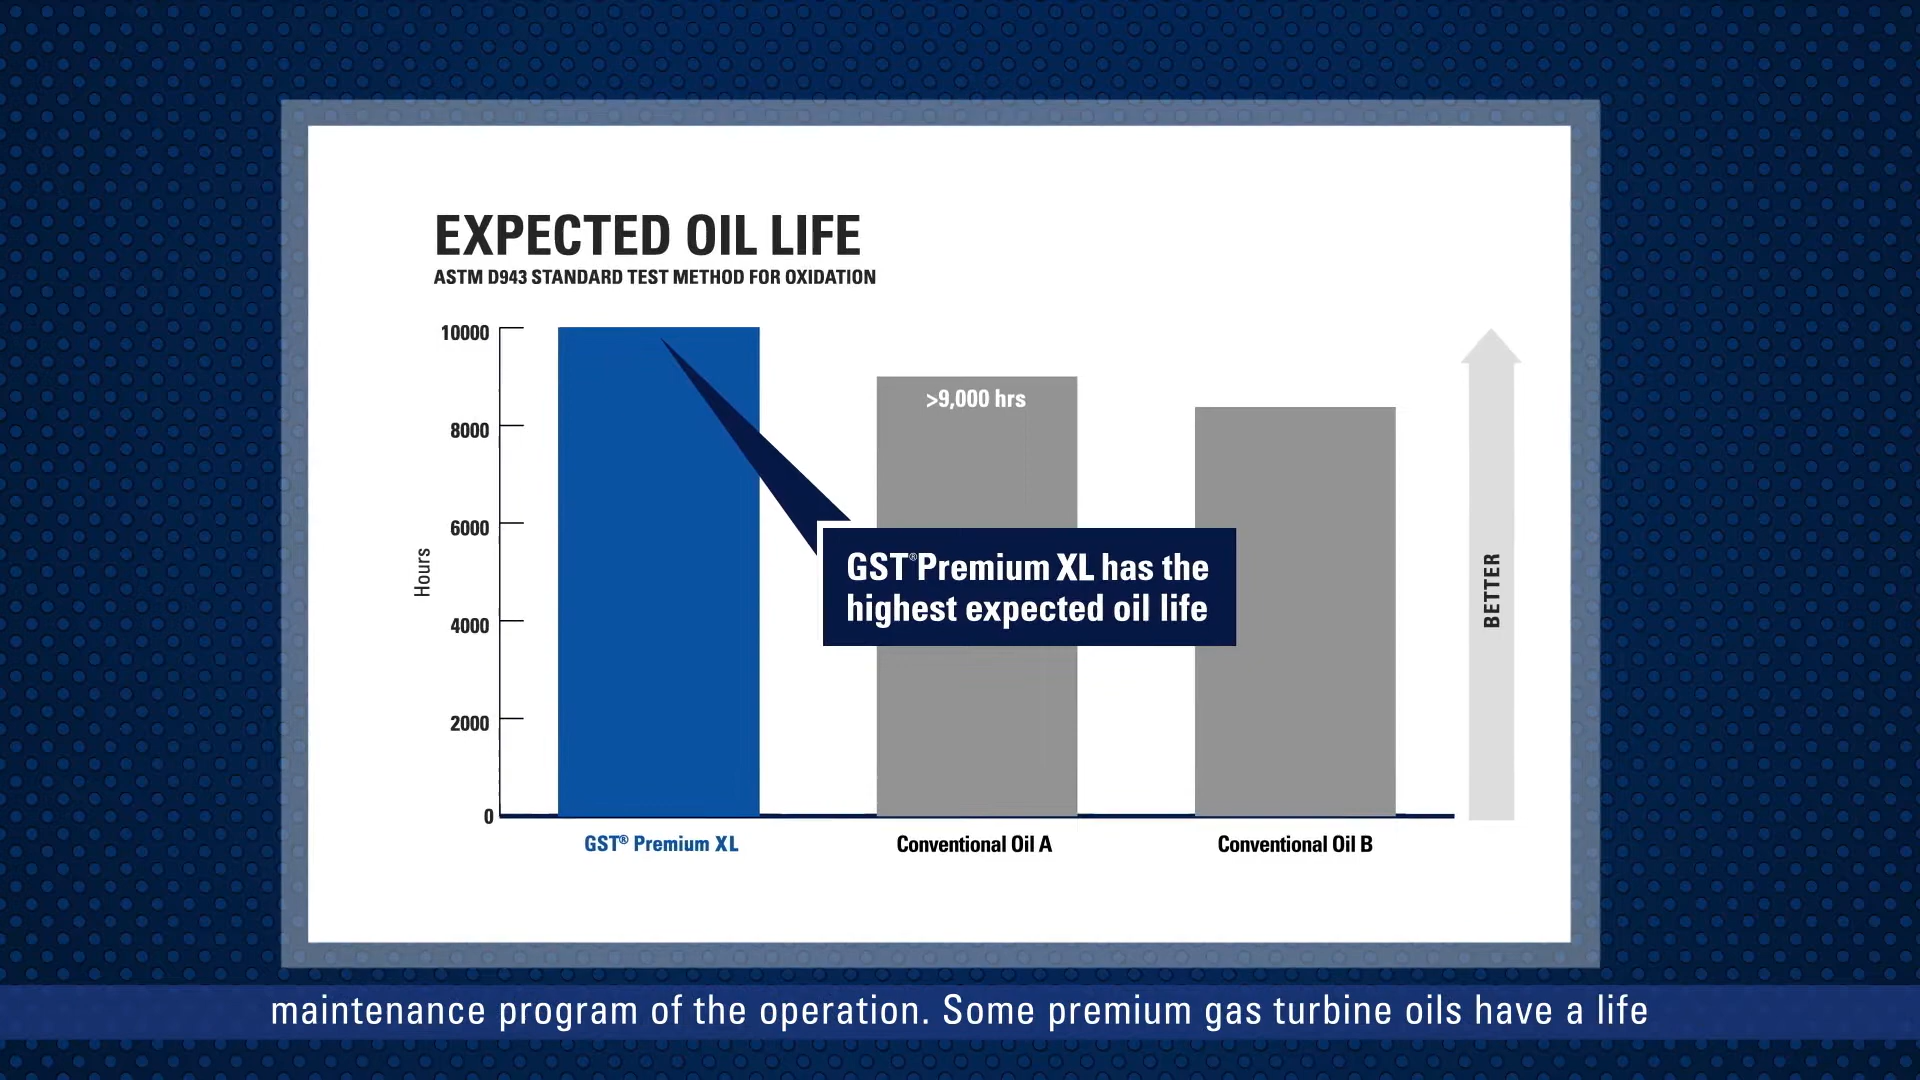 EXPECTED OIL LIFE
ASTM D943 STANDARD TEST METHOD FOR OXIDATION
10000
8000
6000
4000
2000
0
Hours
>9,000 hrs
GST® Premium XL has the
highest expected oil life
BETTER
GST® Premium XL
Conventional Oil A
Conventional Oil B
maintenance program of the operation. Some premium gas turbine oils have a life